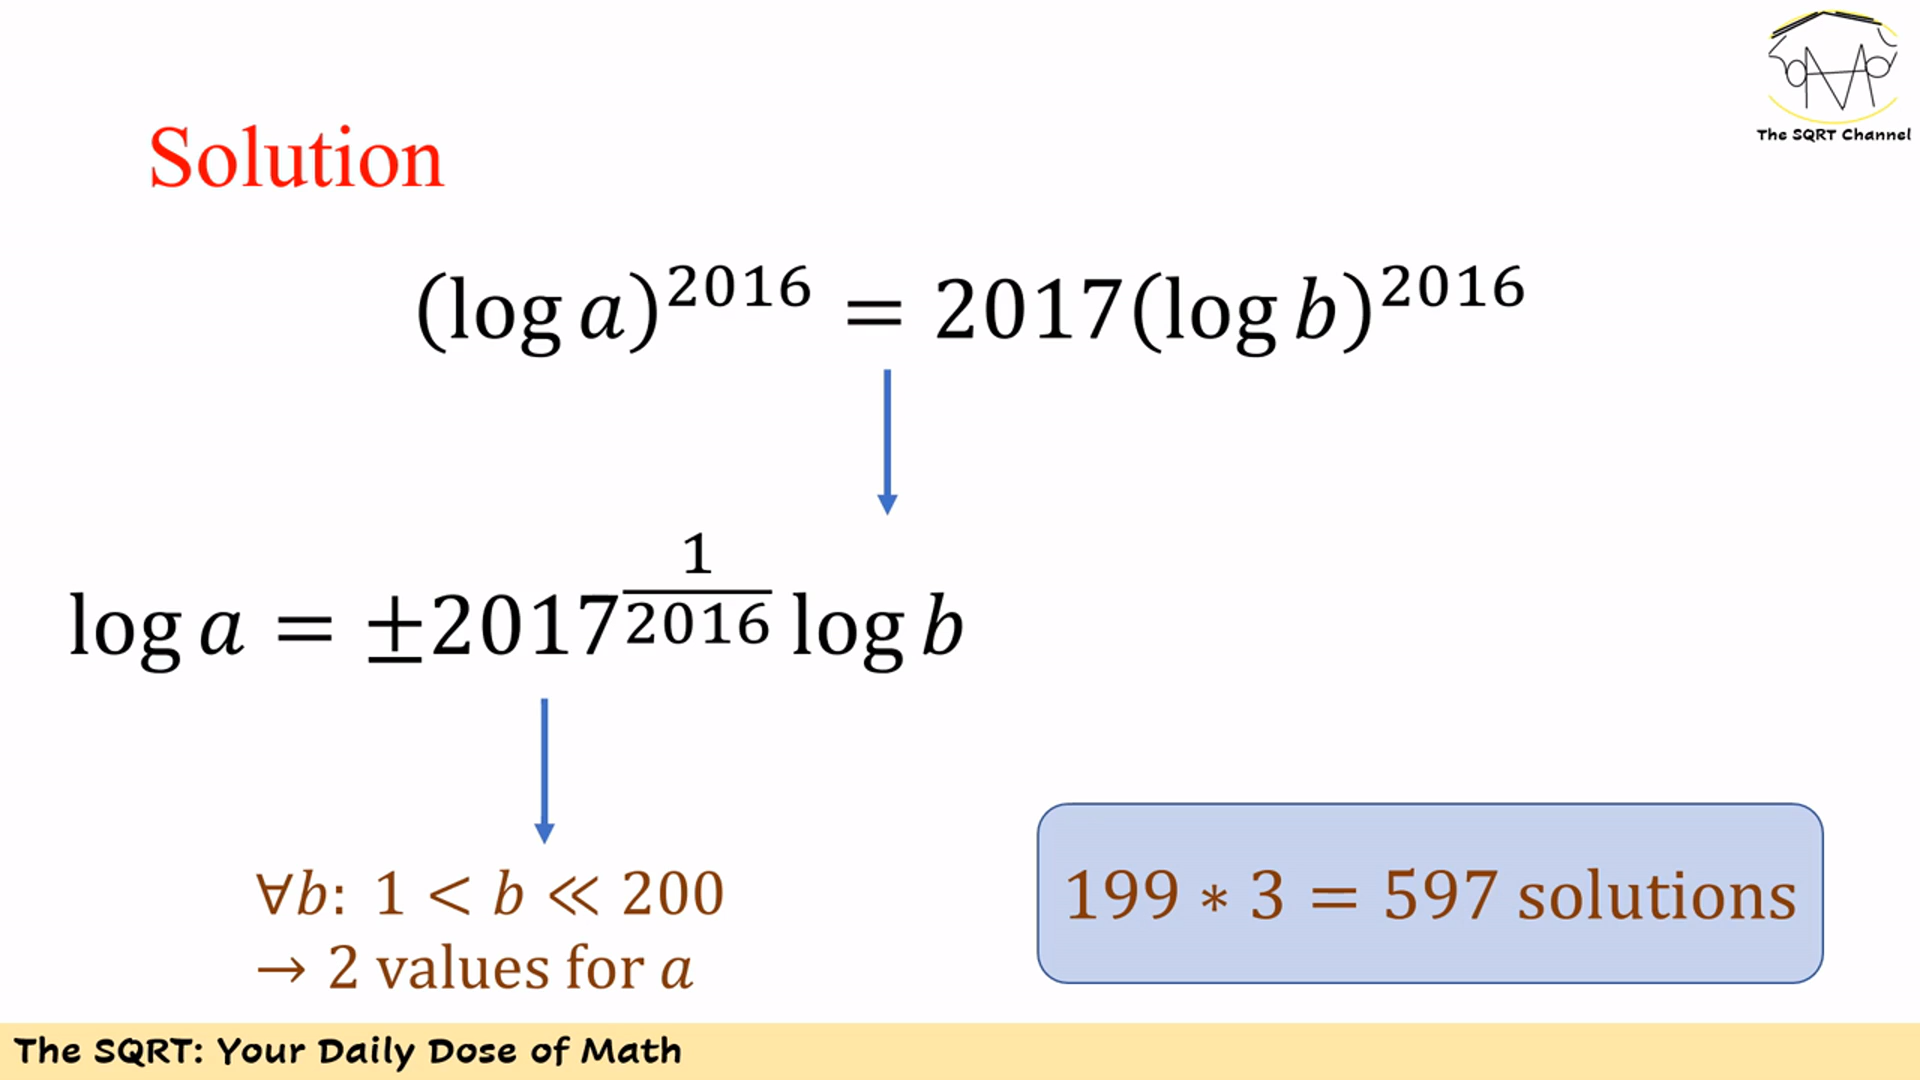 The SQRT Channel
Solution
(log a)^2016 = 2017(log b)^2016
log a = ±2017^(1/2016) log b
∀b: 1 < b ≪ 200
→ 2 values for a
199 * 3 = 597 solutions
The SQRT: Your Daily Dose of Math